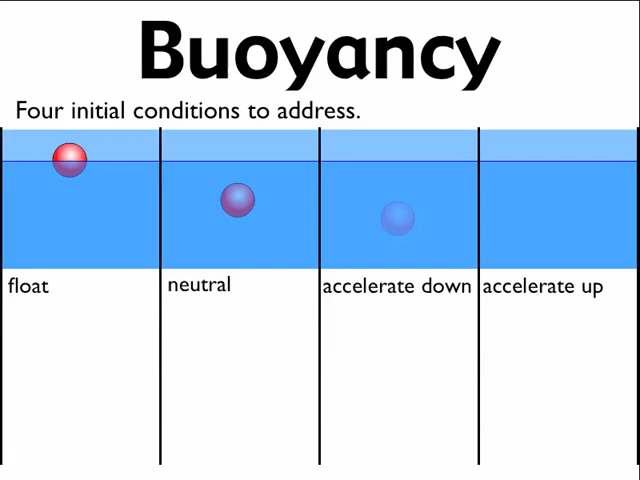 Buoyancy
Four initial conditions to address.
float
neutral
accelerate down
accelerate up